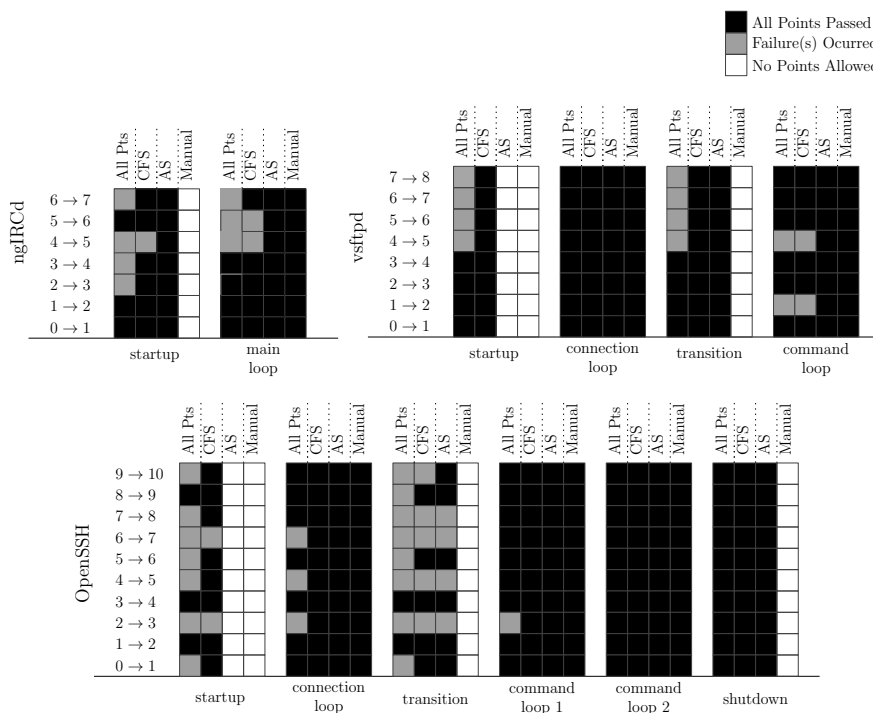 All Points Passed
Failure(s) Ocurred
No Points Allowed
All Pts
CFS
AS
Manual
All Pts
CFS
AS
Manual
ngIRCd
6 → 7
5 → 6
4 → 5
3 → 4
2 → 3
1 → 2
0 → 1
startup
main
loop
All Pts
CFS
AS
Manual
All Pts
CFS
AS
Manual
All Pts
CFS
AS
Manual
All Pts
CFS
AS
Manual
vsftpd
7 → 8
6 → 7
5 → 6
4 → 5
3 → 4
2 → 3
1 → 2
0 → 1
startup
connection
loop
transition
command
loop
All Pts
CFS
AS
Manual
All Pts
CFS
AS
Manual
All Pts
CFS
AS
Manual
All Pts
CFS
AS
Manual
All Pts
CFS
AS
Manual
All Pts
CFS
AS
Manual
OpenSSH
9 → 10
8 → 9
7 → 8
6 → 7
5 → 6
4 → 5
3 → 4
2 → 3
1 → 2
0 → 1
startup
connection
loop
transition
command
loop 1
command
loop 2
shutdown